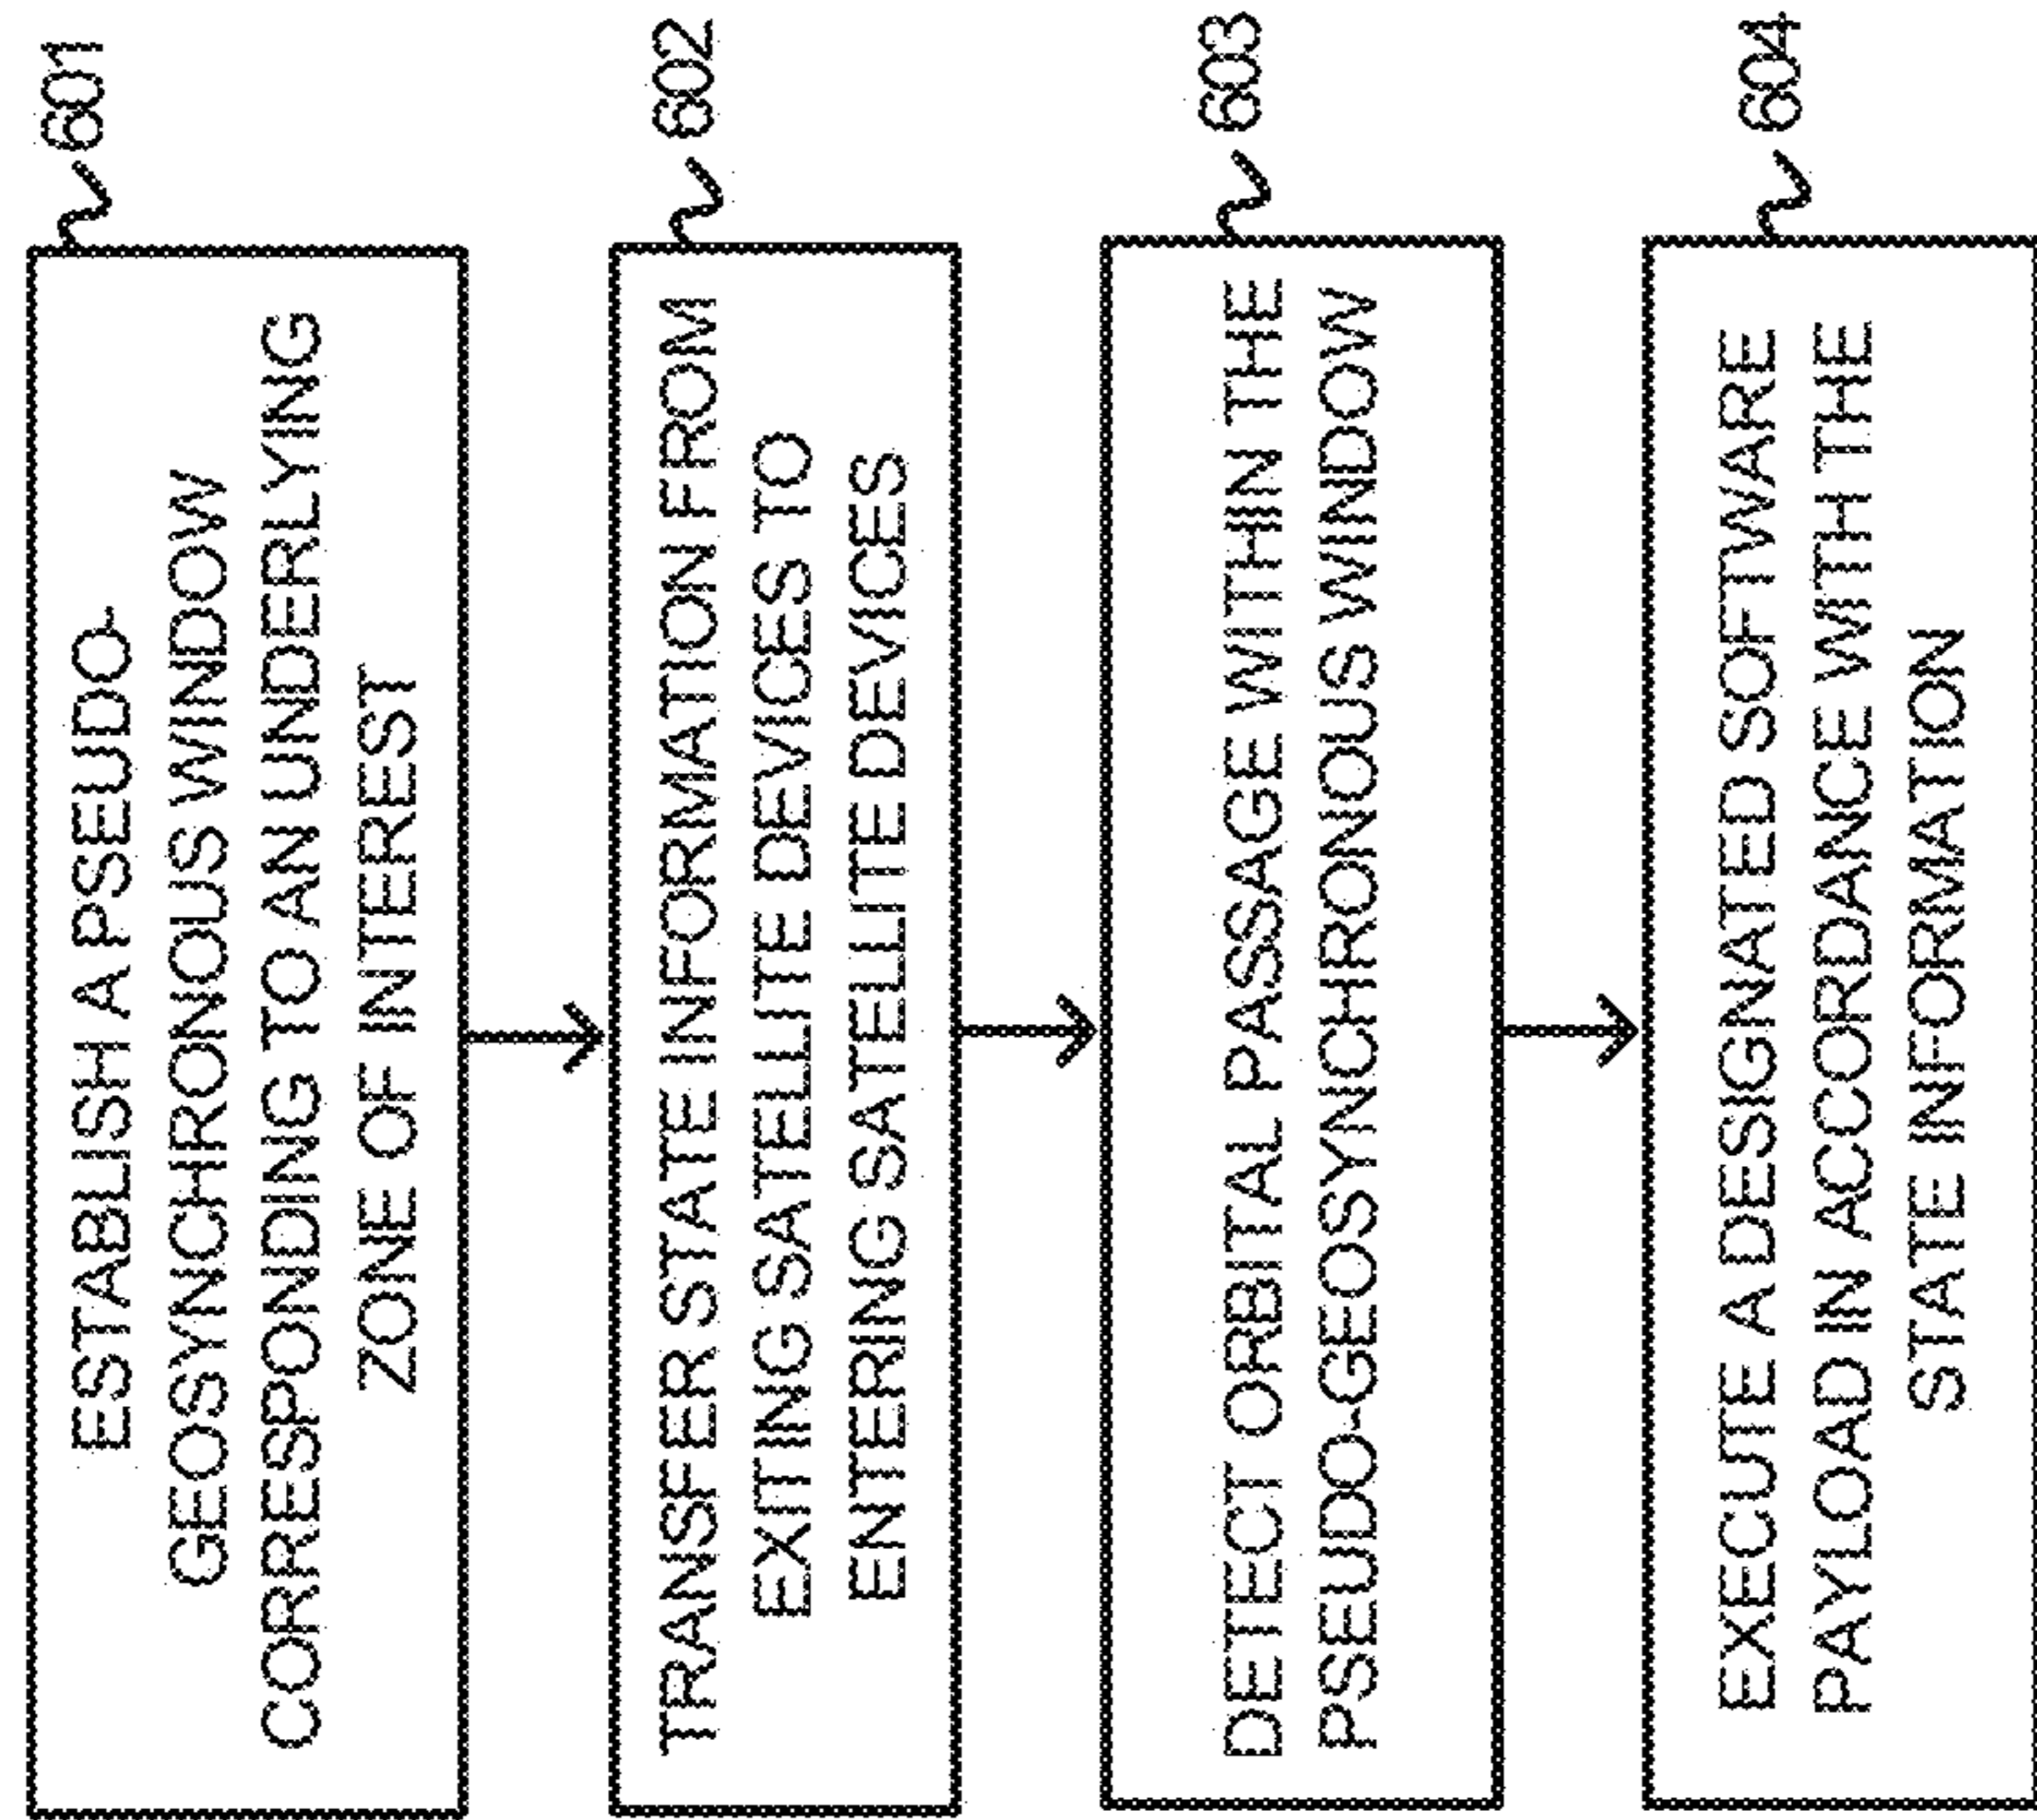 601
ESTABLISH A PSEUDO-
GEOSYNCHRONOUS WINDOW
CORRESPONDING TO AN UNDERLYING
ZONE OF INTEREST
602
TRANSFER STATE INFORMATION FROM
EXITING SATELLITE DEVICES TO
ENTERING SATELLITE DEVICES
603
DETECT ORBITAL PASSAGE WITHIN THE
PSEUDO-GEOSYNCHRONOUS WINDOW
604
EXECUTE A DESIGNATED SOFTWARE
PAYLOAD IN ACCORDANCE WITH THE
STATE INFORMATION